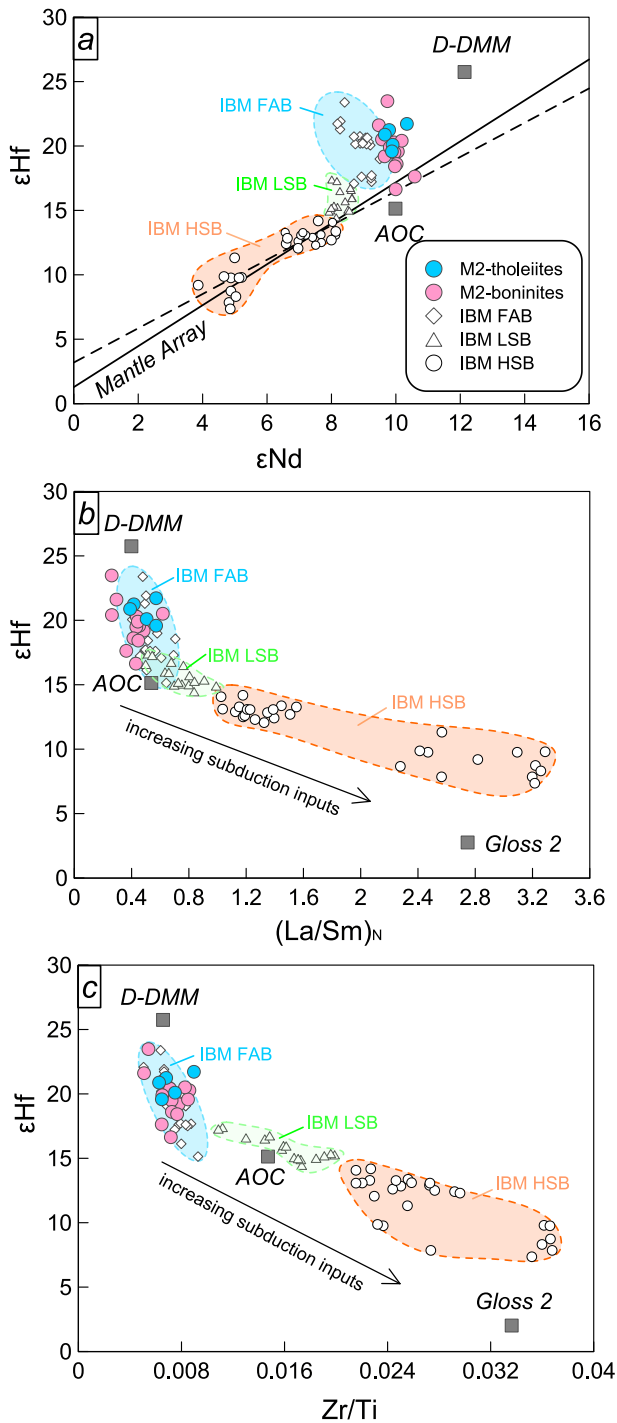 a
30
25
20
15
10
5
0
εHf
D-DMM
IBM FAB
IBM LSB
IBM HSB
AOC
Mantle Array
M2-tholeiites
M2-boninites
IBM FAB
IBM LSB
IBM HSB
0 2 4 6 8 10 12 14 16
εNd
b
30
25
20
15
10
5
0
εHf
D-DMM
IBM FAB
IBM LSB
AOC
IBM HSB
increasing subduction inputs
Gloss 2
0 0.4 0.8 1.2 1.6 2 2.4 2.8 3.2 3.6
(La/Sm)N
c
30
25
20
15
10
5
0
εHf
D-DMM
IBM FAB
IBM LSB
AOC
IBM HSB
increasing subduction inputs
Gloss 2
0 0.008 0.016 0.024 0.032 0.04
Zr/Ti